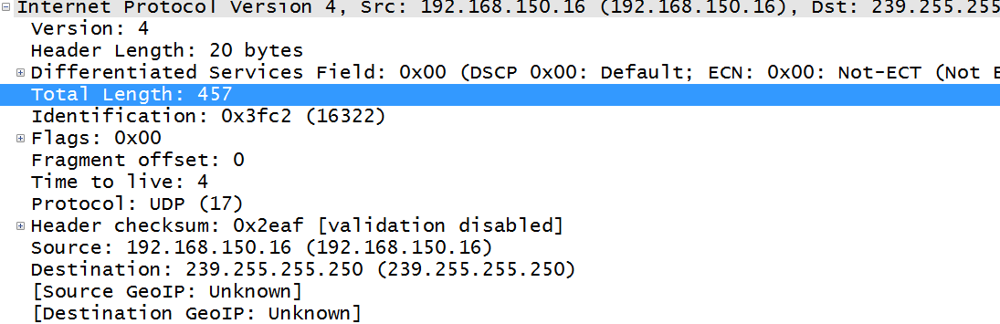 Internet Protocol Version 4, Src: 192.168.150.16 (192.168.150.16), Dst: 239.255.255
Version: 4
Header Length: 20 bytes
Differentiated Services Field: 0x00 (DSCP 0x00: Default; ECN: 0x00: Not-ECT (Not E
Total Length: 457
Identification: 0x3fc2 (16322)
Flags: 0x00
Fragment offset: 0
Time to live: 4
Protocol: UDP (17)
Header checksum: 0x2eaf [validation disabled]
Source: 192.168.150.16 (192.168.150.16)
Destination: 239.255.255.250 (239.255.255.250)
[Source GeoIP: Unknown]
[Destination GeoIP: Unknown]